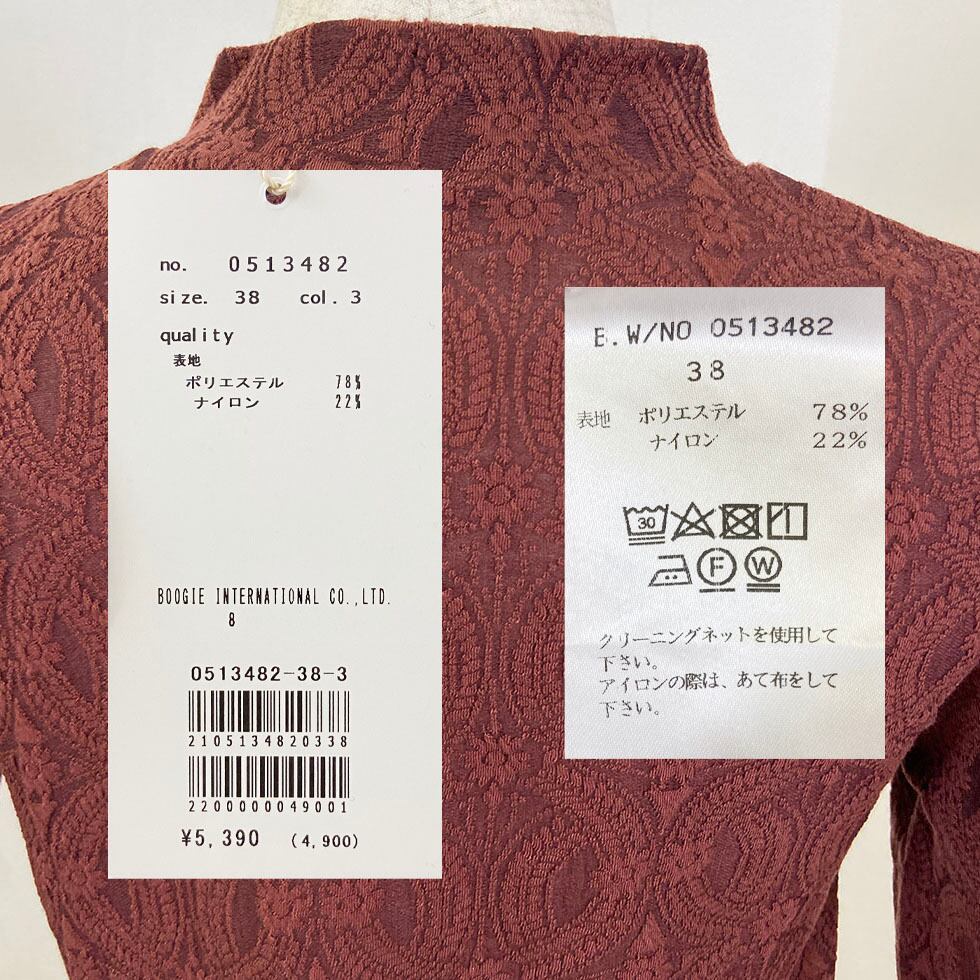 no. 0513482
size. 38 col. 3
quality
表地
ポリエステル 78%
ナイロン 22%
BOOGIE INTERNATIONAL CO.,LTD.
8
0513482-38-3
2105134820338
2200000049001
¥5,390 (4,900)
B.W/NO 0513482
38
表地 ポリエステル 78%
ナイロン 22%
30
F W
クリーニングネットを使用して
下さい。
アイロンの際は、あて布をして
下さい。